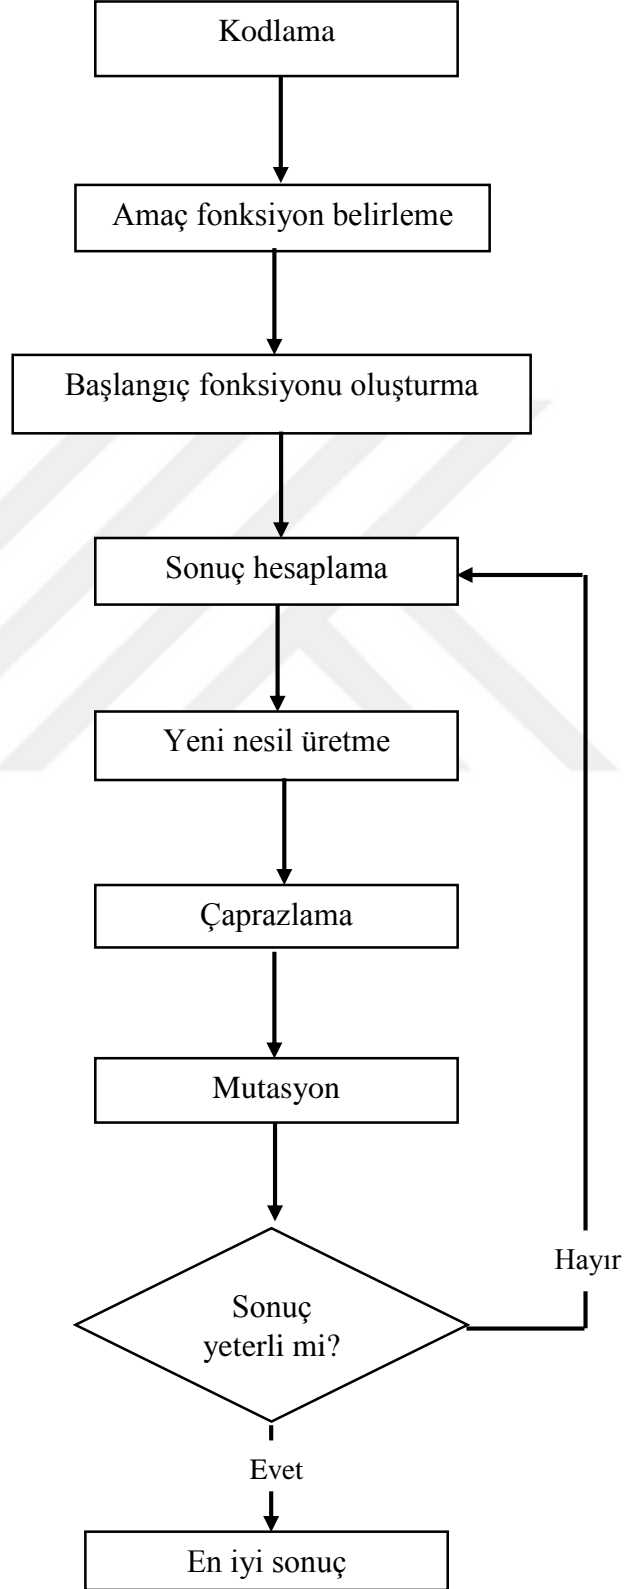 Kodlama
Amaç fonksiyon belirleme
Başlangıç fonksiyonu oluşturma
Sonuç hesaplama
Yeni nesil üretme
Çaprazlama
Mutasyon
Sonuç
yeterli mi?
Hayır
Evet
En iyi sonuç